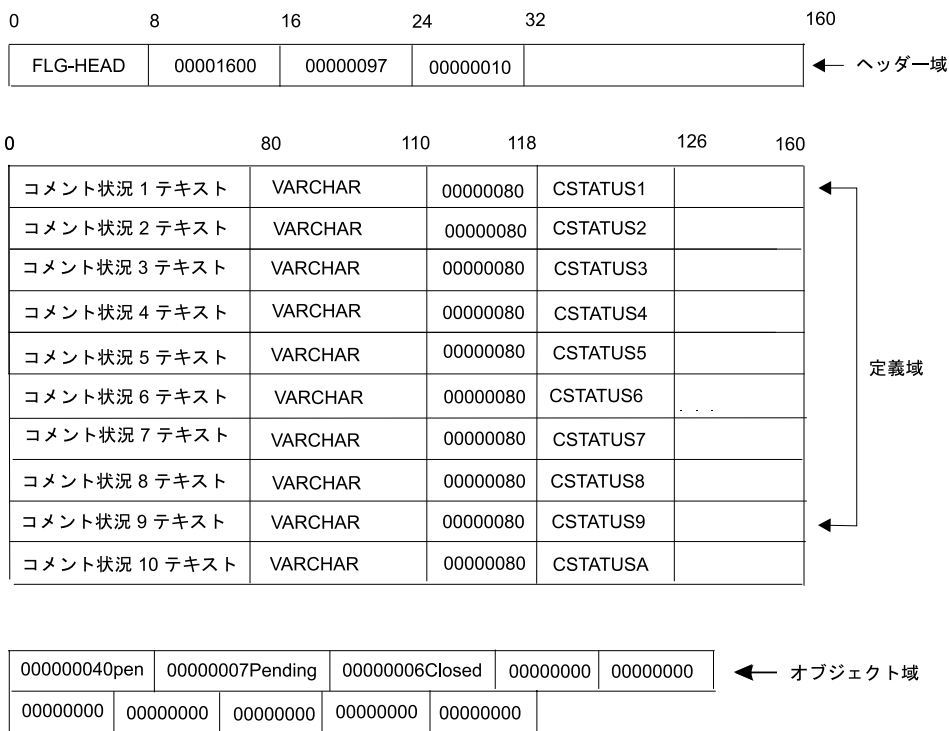 0 8 16 24 32 160
FLG-HEAD 00001600 00000097 00000010 ヘッダー域
0 80 110 118 126 160
コメント状況 1 テキスト VARCHAR 00000080 CSTATUS1
コメント状況 2 テキスト VARCHAR 00000080 CSTATUS2
コメント状況 3 テキスト VARCHAR 00000080 CSTATUS3
コメント状況 4 テキスト VARCHAR 00000080 CSTATUS4
コメント状況 5 テキスト VARCHAR 00000080 CSTATUS5
定義域
コメント状況 6 テキスト VARCHAR 00000080 CSTATUS6 . . .
コメント状況 7 テキスト VARCHAR 00000080 CSTATUS7
コメント状況 8 テキスト VARCHAR 00000080 CSTATUS8
コメント状況 9 テキスト VARCHAR 00000080 CSTATUS9
コメント状況 10 テキスト VARCHAR 00000080 CSTATUSA
000000040pen 00000007Pending 00000006Closed 00000000 00000000 オブジェクト域
00000000 00000000 00000000 00000000 00000000